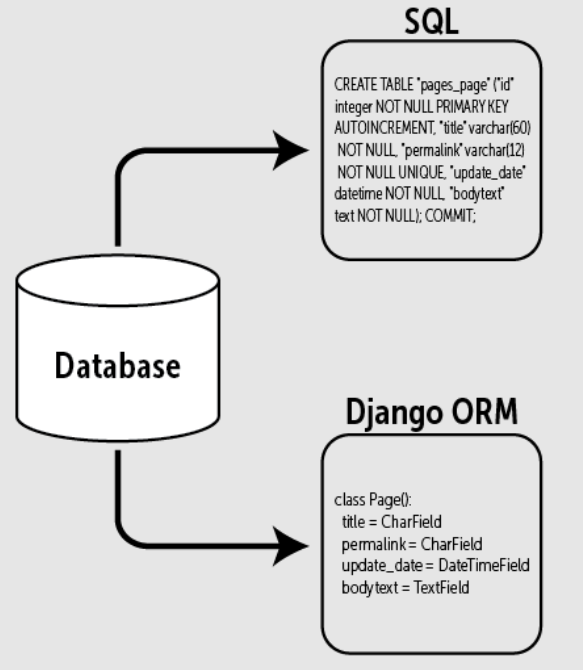 SQL
CREATE TABLE "pages_page" ("id"
integer NOT NULL PRIMARY KEY
AUTOINCREMENT, "title" varchar(60)
NOT NULL, "permalink" varchar(12)
NOT NULL UNIQUE, "update_date"
datetime NOT NULL, "bodytext"
text NOT NULL); COMMIT;
Database
Django ORM
class Page():
title = CharField
permalink = CharField
update_date = DateTimeField
bodytext = TextField